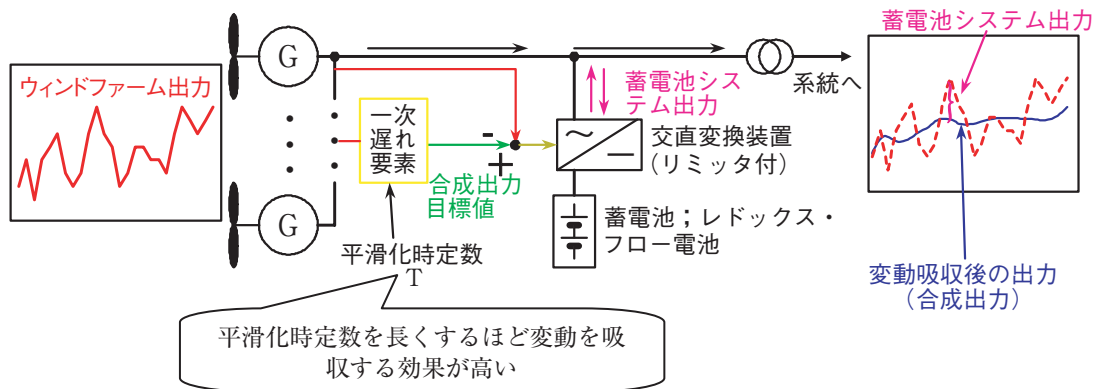 ウィンドファーム出力
G
G
一次
遅れ
要素
-
+
合成出力
目標値
平滑化時定数
T
平滑化時定数を長くするほど変動を吸
収する効果が高い
蓄電池シス
テム出力
交直変換装置
(リミッタ付)
蓄電池;レドックス・
フロー電池
系統へ
蓄電池システム出力
変動吸収後の出力
(合成出力)